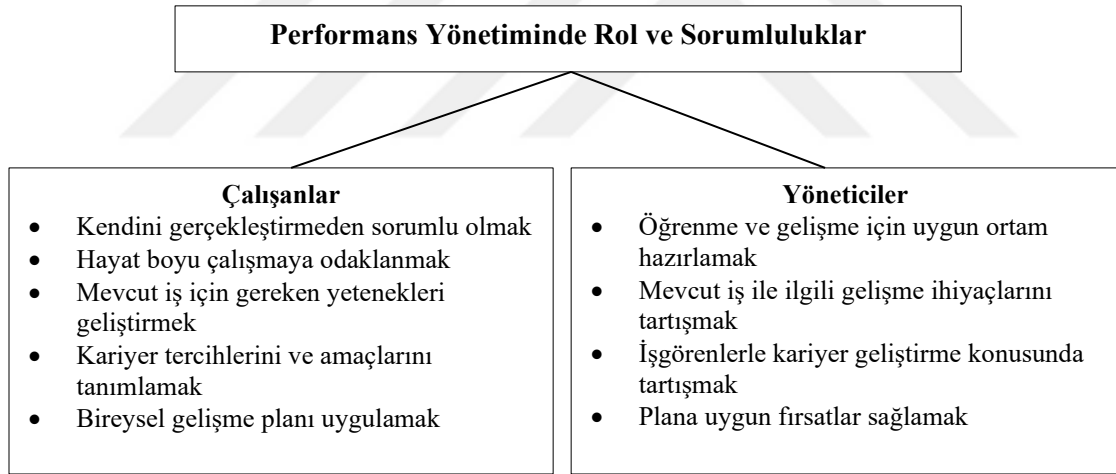 Performans Yönetiminde Rol ve Sorumluluklar
Çalışanlar
• Kendini gerçekleştirmeden sorumlu olmak
• Hayat boyu çalışmaya odaklanmak
• Mevcut iş için gereken yetenekleri
geliştirmek
• Kariyer tercihlerini ve amaçlarını
tanımlamak
• Bireysel gelişme planı uygulamak
Yöneticiler
• Öğrenme ve gelişme için uygun ortam
hazırlamak
• Mevcut iş ile ilgili gelişme ihiyaçlarını
tartışmak
• İşgörenlerle kariyer geliştirme konusunda
tartışmak
• Plana uygun fırsatlar sağlamak